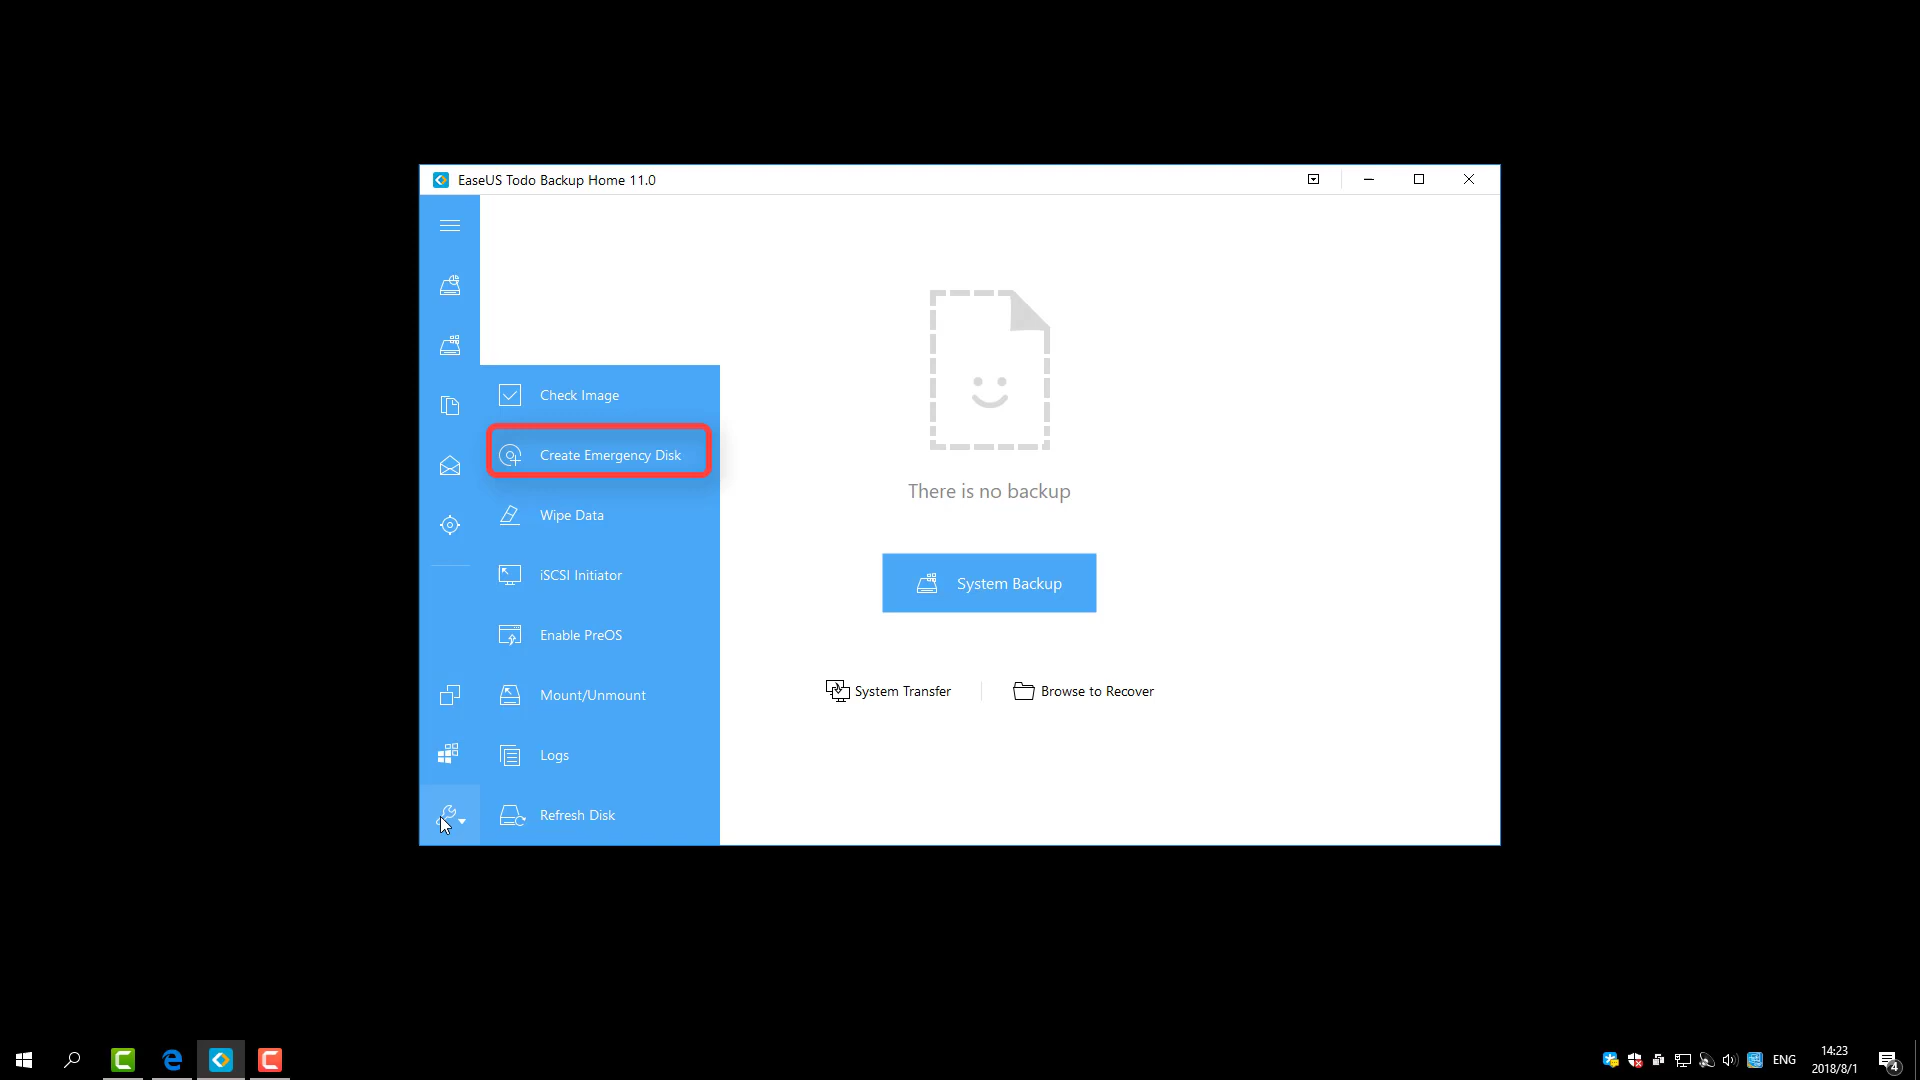 EaseUS Todo Backup Home 11.0
Check Image
Create Emergency Disk
Wipe Data
iSCSI Initiator
Enable PreOS
Mount/Unmount
Logs
Refresh Disk
There is no backup
System Backup
System Transfer
Browse to Recover
ENG
14:23
2018/8/1
4